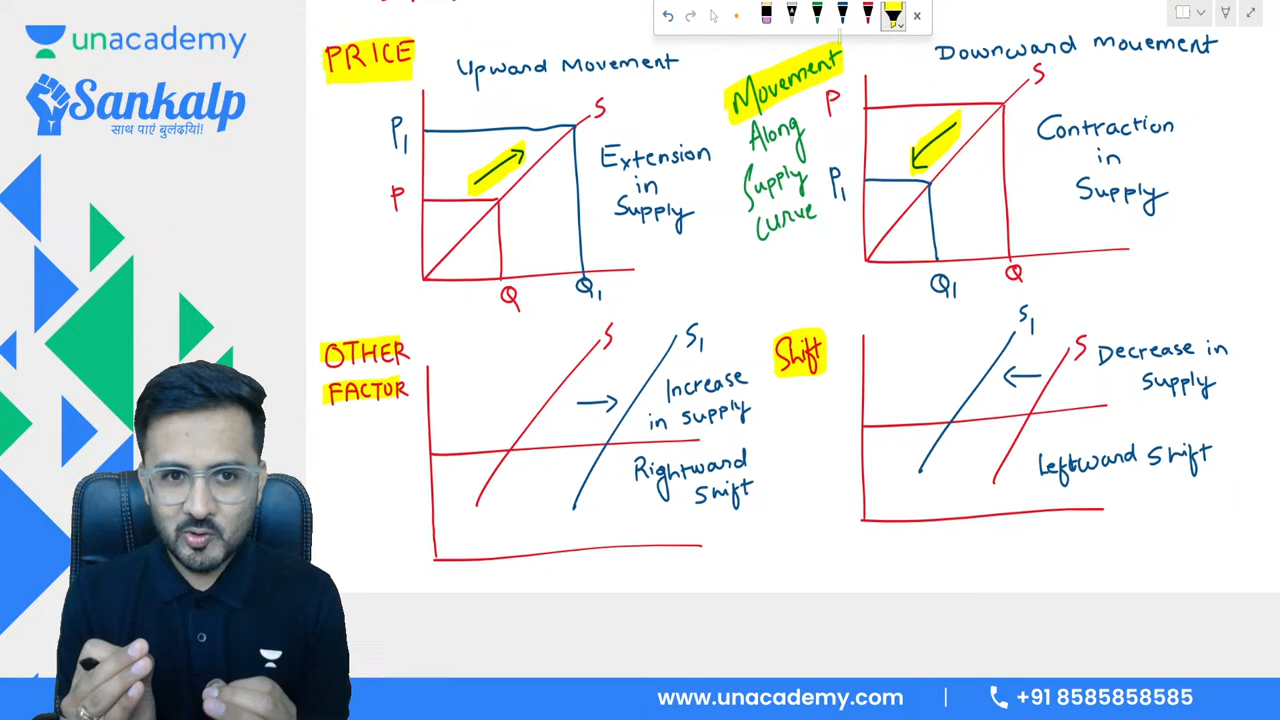 unacademy
Sankalp
साथ पाएं बुलंदियां!
PRICE
Upward Movement
P1
P
S
Extension
in
Supply
Q
Q1
Movement
Along
Supply
curve
Downward movement
P
P1
S
Contraction
in
Supply
Q1
Q
OTHER
FACTOR
S
S1
Increase
in supply
Rightward
shift
Shift
S1
S
Decrease in
Supply
Leftward shift
www.unacademy.com
+91 8585858585